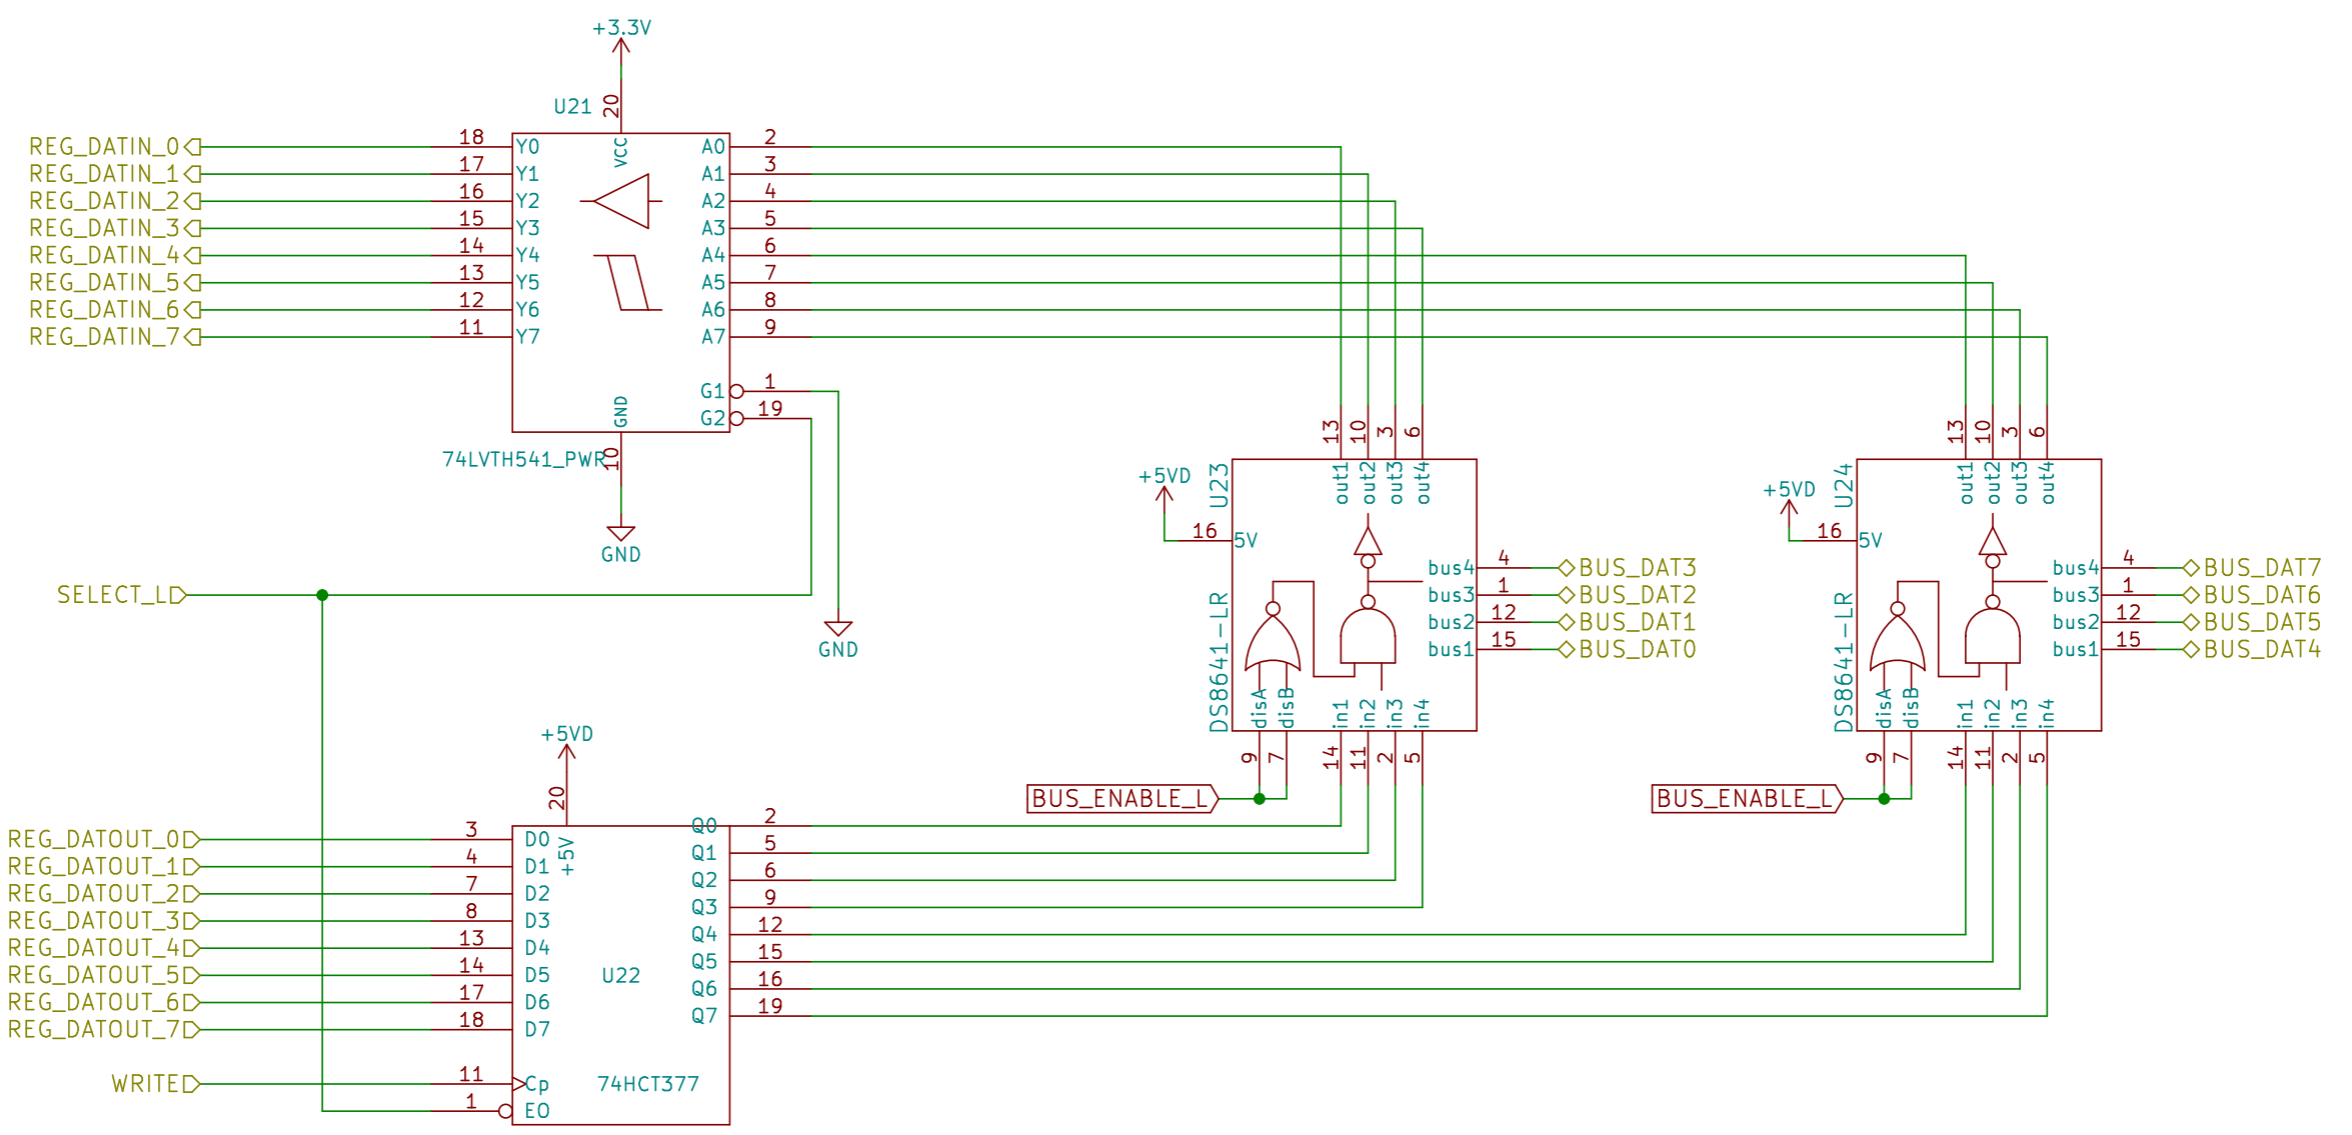 +3.3V
U21
20
VCC
REG_DATIN_0 18 Y0 A0 2
REG_DATIN_1 17 Y1 A1 3
REG_DATIN_2 16 Y2 A2 4
REG_DATIN_3 15 Y3 A3 5
REG_DATIN_4 14 Y4 A4 6
REG_DATIN_5 13 Y5 A5 7
REG_DATIN_6 12 Y6 A6 8
REG_DATIN_7 11 Y7 A7 9
G1 1
G2 19
GND
10
74LVTH541_PWR
GND
SELECT_L
GND
+5VD
16 5V
U23
DS8641-LR
13 10 3 6
out1 out2 out3 out4
bus4 4 BUS_DAT3
bus3 1 BUS_DAT2
bus2 12 BUS_DAT1
bus1 15 BUS_DAT0
disA disB in1 in2 in3 in4
9 7 14 11 2 5
BUS_ENABLE_L
+5VD
16 5V
U24
DS8641-LR
13 10 3 6
out1 out2 out3 out4
bus4 4 BUS_DAT7
bus3 1 BUS_DAT6
bus2 12 BUS_DAT5
bus1 15 BUS_DAT4
disA disB in1 in2 in3 in4
9 7 14 11 2 5
BUS_ENABLE_L
+5VD
20
+5V
Q0 2
REG_DATOUT_0 3 D0
Q1 5
REG_DATOUT_1 4 D1
Q2 6
REG_DATOUT_2 7 D2
Q3 9
REG_DATOUT_3 8 D3
Q4 12
REG_DATOUT_4 13 D4
Q5 15
REG_DATOUT_5 14 D5
U22
Q6 16
REG_DATOUT_6 17 D6
Q7 19
REG_DATOUT_7 18 D7
WRITE 11 Cp 74HCT377
1 EO